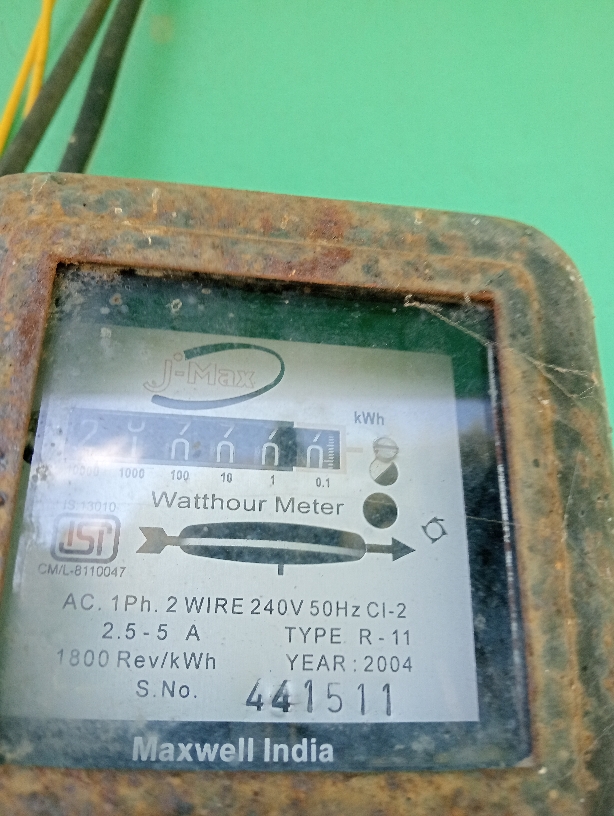 J-Max
kWh
1000 100 10 1 0.1
IS:13010
Watthour Meter
ISI
CM/L-8110047
AC. 1Ph. 2 WIRE 240V 50Hz Cl-2
2.5-5 A TYPE R-11
1800 Rev/kWh YEAR:2004
S.No. 441511
Maxwell India